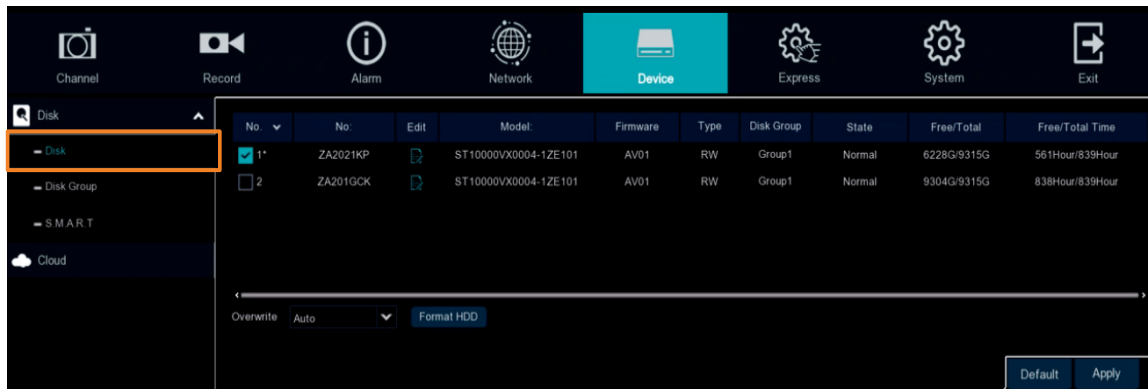 Channel Record Alarm Network Device Express System Exit
Disk
Disk
Disk Group
S.M.A.R.T
Cloud
No. No: Edit Model: Firmware Type Disk Group State Free/Total Free/Total Time
1* ZA2021KP ST10000VX0004-1ZE101 AV01 RW Group1 Normal 6228G/9315G 561Hour/839Hour
2 ZA201GCK ST10000VX0004-1ZE101 AV01 RW Group1 Normal 9304G/9315G 838Hour/839Hour
Overwrite Auto Format HDD
Default Apply